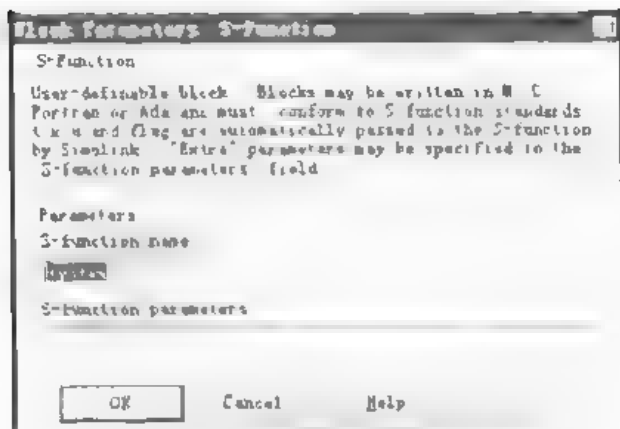 Block Parameters S-Function
S-Function
User-definable block Blocks may be written in M C
Fortran or Ada and must conform to S function standards
t x u and flag are automatically passed to the S-function
by Simulink "Extra" parameters may be specified in the
S-function parameters field
Parameters
S-function name
S-function parameters
OK Cancel Help